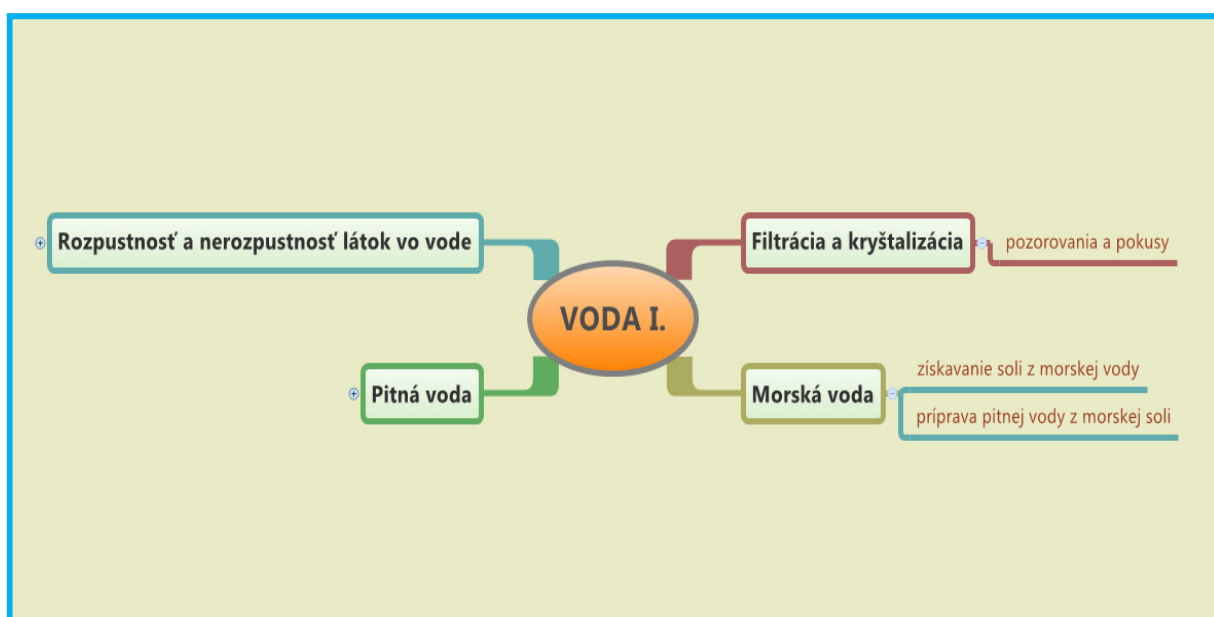 Rozpustnosť a nerozpustnosť látok vo vode
Filtrácia a kryštalizácia
pozorovania a pokusy
VODA I.
Pitná voda
Morská voda
získavanie soli z morskej vody
príprava pitnej vody z morskej soli